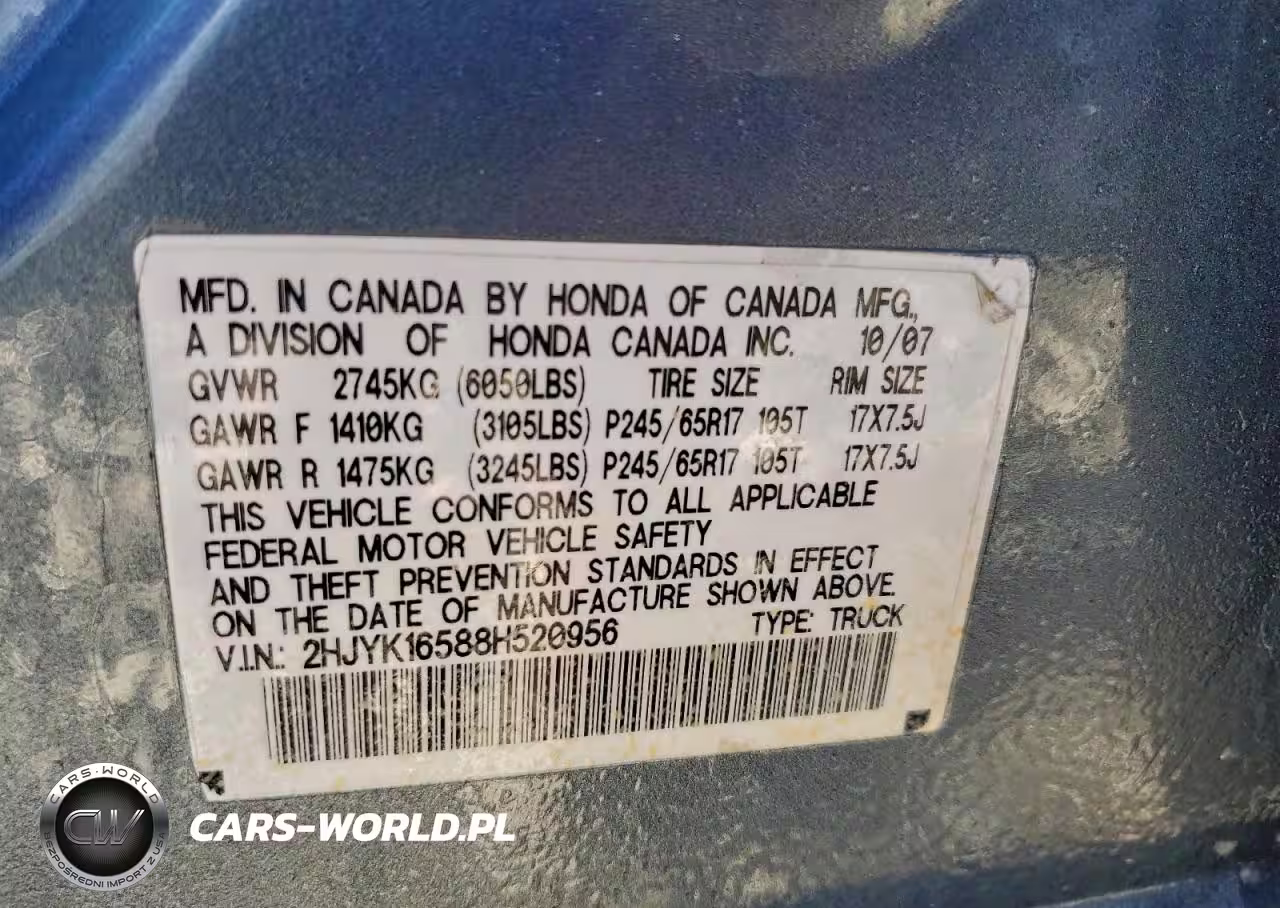 MFD. IN CANADA BY HONDA OF CANADA MFG.,
A DIVISION OF HONDA CANADA INC. 10/07
GVWR 2745KG (6050LBS) TIRE SIZE RIM SIZE
GAWR F 1410KG (3105LBS) P245/65R17 105T 17X7.5J
GAWR R 1475KG (3245LBS) P245/65R17 105T 17X7.5J
THIS VEHICLE CONFORMS TO ALL APPLICABLE
FEDERAL MOTOR VEHICLE SAFETY
AND THEFT PREVENTION STANDARDS IN EFFECT
ON THE DATE OF MANUFACTURE SHOWN ABOVE.
V.I.N.: 2HJYK16588H520956 TYPE: TRUCK
CARS-WORLD
CW
BEZPOŚREDNI IMPORT Z USA
CARS-WORLD.PL